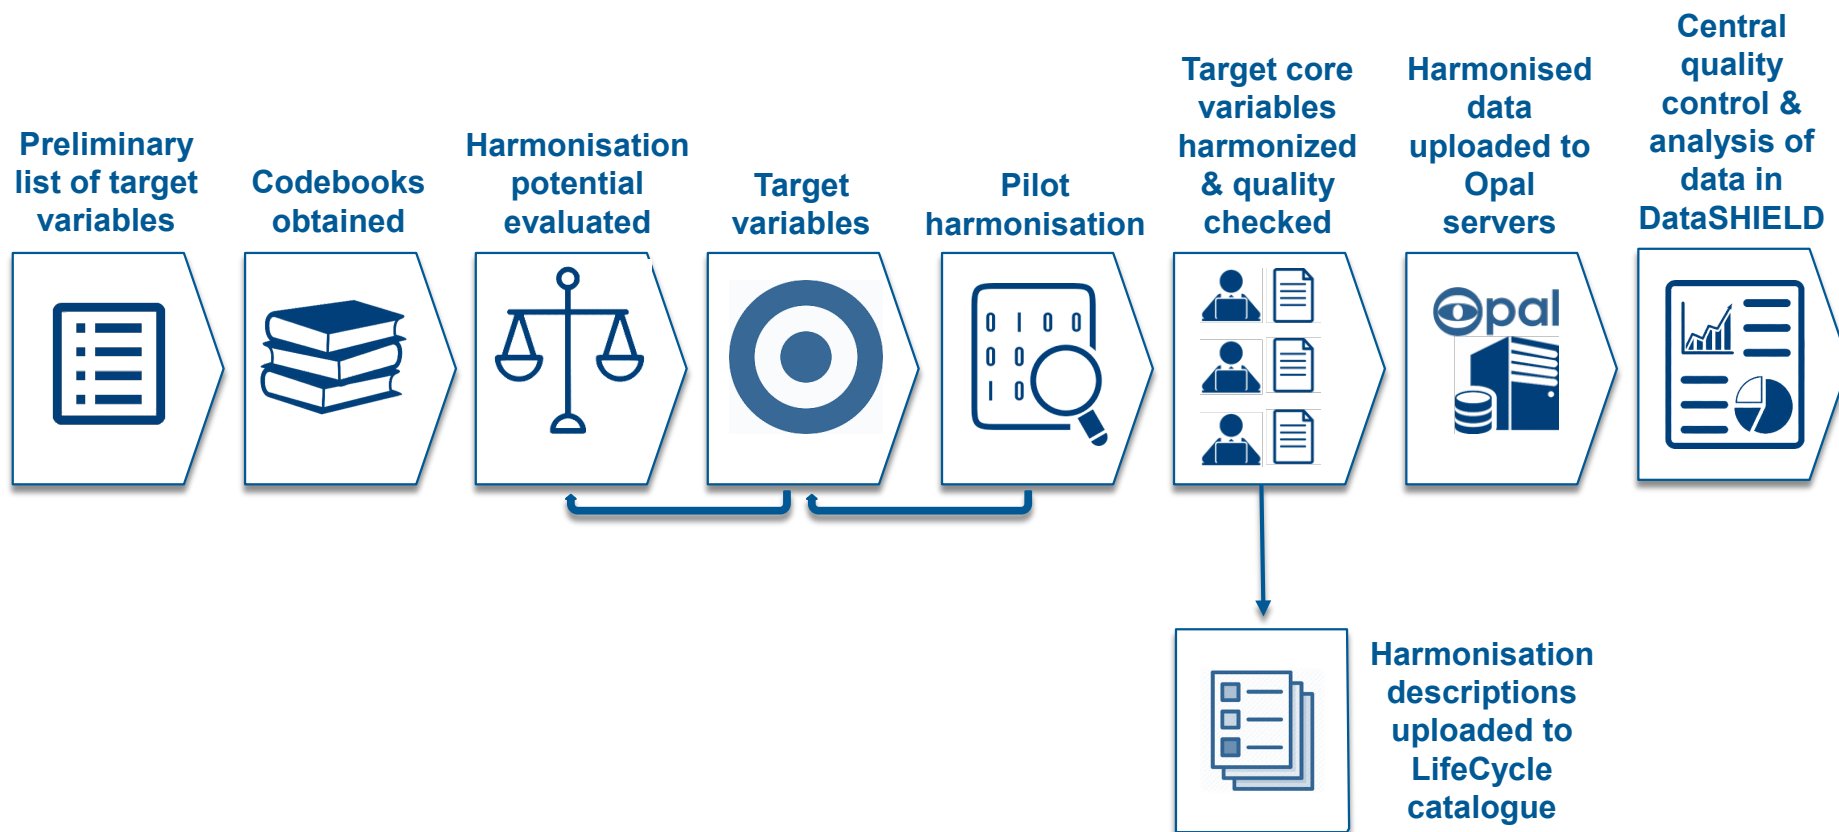 Preliminary
list of target
variables
Codebooks
obtained
Harmonisation
potential
evaluated
Target
variables
Pilot
harmonisation
0 1 0 0
0 0
1 0
Target core
variables
harmonized
& quality
checked
Harmonised
data
uploaded to
Opal
servers
Opal
Central
quality
control &
analysis of
data in
DataSHIELD
Harmonisation
descriptions
uploaded to
LifeCycle
catalogue